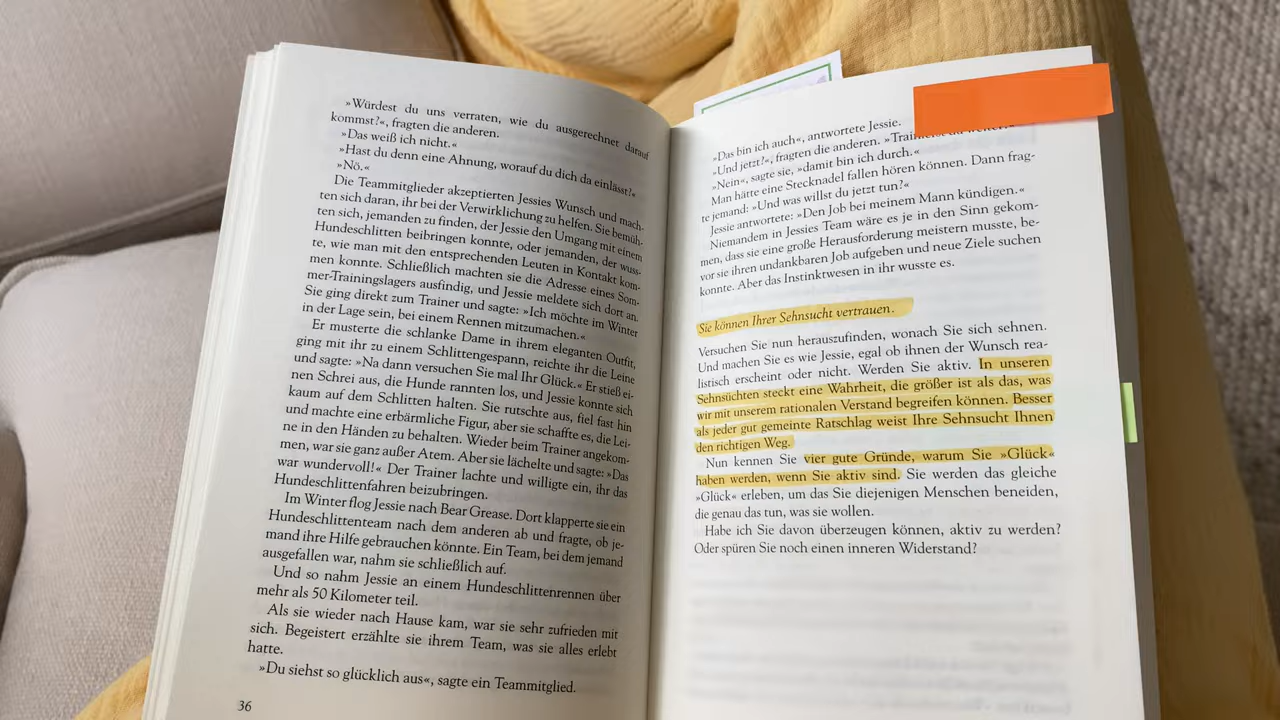 »Würdest du uns verraten, wie du ausgerechnet darauf
kommst?«, fragten die anderen.
»Das weiß ich nicht.«
»Hast du denn eine Ahnung, worauf du dich da einlässt?«
»Nö.«
Die Teammitglieder akzeptierten Jessies Wunsch und mach-
ten sich daran, ihr bei der Verwirklichung zu helfen. Sie bemüh-
ten sich, jemanden zu finden, der Jessie den Umgang mit einem
Hundeschlitten beibringen konnte, oder jemanden, der wuss-
te, wie man mit den entsprechenden Leuten in Kontakt kom-
men konnte. Schließlich machten sie die Adresse eines Som-
mer-Trainingslagers ausfindig, und Jessie meldete sich dort an.
Sie ging direkt zum Trainer und sagte: »Ich möchte im Winter
in der Lage sein, bei einem Rennen mitzumachen.«
Er musterte die schlanke Dame in ihrem eleganten Outfit,
ging mit ihr zu einem Schlittengespann, reichte ihr die Leine
und sagte: »Na dann versuchen Sie mal Ihr Glück.« Er stieß ei-
nen Schrei aus, die Hunde rannten los, und Jessie konnte sich
kaum auf dem Schlitten halten. Sie rutschte aus, fiel fast hin
und machte eine erbärmliche Figur, aber sie schaffte es, die Lei-
ne in den Händen zu behalten. Wieder beim Trainer angekom-
men, war sie ganz außer Atem. Aber sie lächelte und sagte: »Das
war wundervoll!« Der Trainer lachte und willigte ein, ihr das
Hundeschlittenfahren beizubringen.
Im Winter flog Jessie nach Bear Grease. Dort klapperte sie ein
Hundeschlittenteam nach dem anderen ab und fragte, ob je-
mand ihre Hilfe gebrauchen könnte. Ein Team, bei dem jemand
ausgefallen war, nahm sie schließlich auf.
Und so nahm Jessie an einem Hundeschlittenrennen über
mehr als 50 Kilometer teil.
Als sie wieder nach Hause kam, war sie sehr zufrieden mit
sich. Begeistert erzählte sie ihrem Team, was sie alles erlebt
hatte.
»Du siehst so glücklich aus«, sagte ein Teammitglied.
36
»Das bin ich auch«, antwortete Jessie.
»Und jetzt?«, fragten die anderen.
»Nein«, sagte sie, »damit bin ich durch.«
Man hätte eine Stecknadel fallen hören können. Dann frag-
te jemand: »Und was willst du jetzt tun?«
Jessie antwortete: »Den Job bei meinem Mann kündigen.«
Niemandem in Jessies Team wäre es je in den Sinn gekom-
men, dass sie eine große Herausforderung meistern musste, be-
vor sie ihren undankbaren Job aufgeben und neue Ziele suchen
konnte. Aber das Instinktwesen in ihr wusste es.
Sie können Ihrer Sehnsucht vertrauen.
Versuchen Sie nun herauszufinden, wonach Sie sich sehnen.
Und machen Sie es wie Jessie, egal ob ihnen der Wunsch rea-
listisch erscheint oder nicht. Werden Sie aktiv. In unseren
Sehnsüchten steckt eine Wahrheit, die größer ist als das, was
wir mit unserem rationalen Verstand begreifen können. Besser
als jeder gut gemeinte Ratschlag weist Ihre Sehnsucht Ihnen
den richtigen Weg.
Nun kennen Sie vier gute Gründe, warum Sie »Glück«
haben werden, wenn Sie aktiv sind. Sie werden das gleiche
»Glück« erleben, um das Sie diejenigen Menschen beneiden,
die genau das tun, was sie wollen.
Habe ich Sie davon überzeugen können, aktiv zu werden?
Oder spüren Sie noch einen inneren Widerstand?